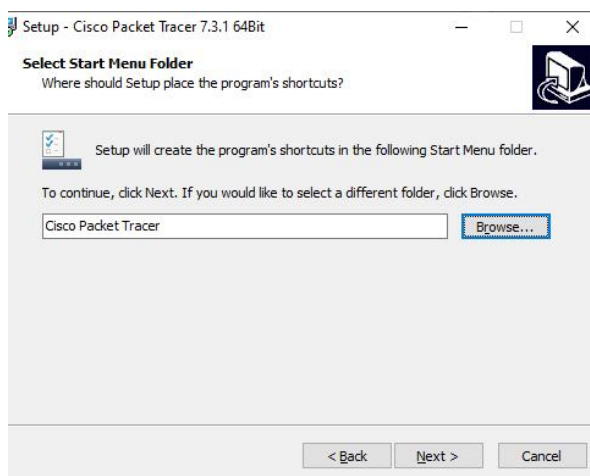 Setup - Cisco Packet Tracer 7.3.1 64Bit
Select Start Menu Folder
Where should Setup place the program's shortcuts?
Setup will create the program's shortcuts in the following Start Menu folder.
To continue, click Next. If you would like to select a different folder, click Browse.
Cisco Packet Tracer
Browse...
< Back
Next >
Cancel